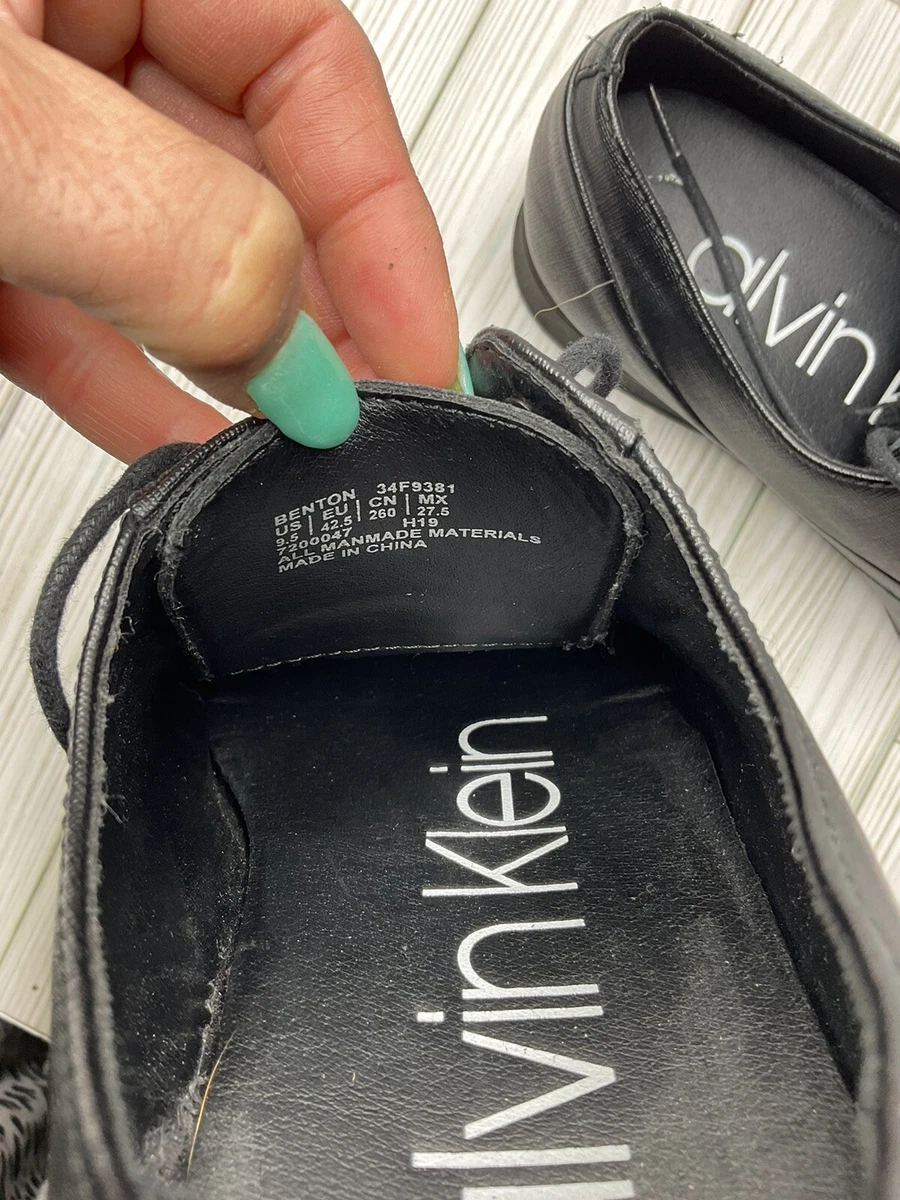 BENTON 34F9381
US | EU | CN | MX
9.5 42.5 260 27.5
7200047 H19
ALL MANMADE MATERIALS
MADE IN CHINA
alvin Klein
alvin